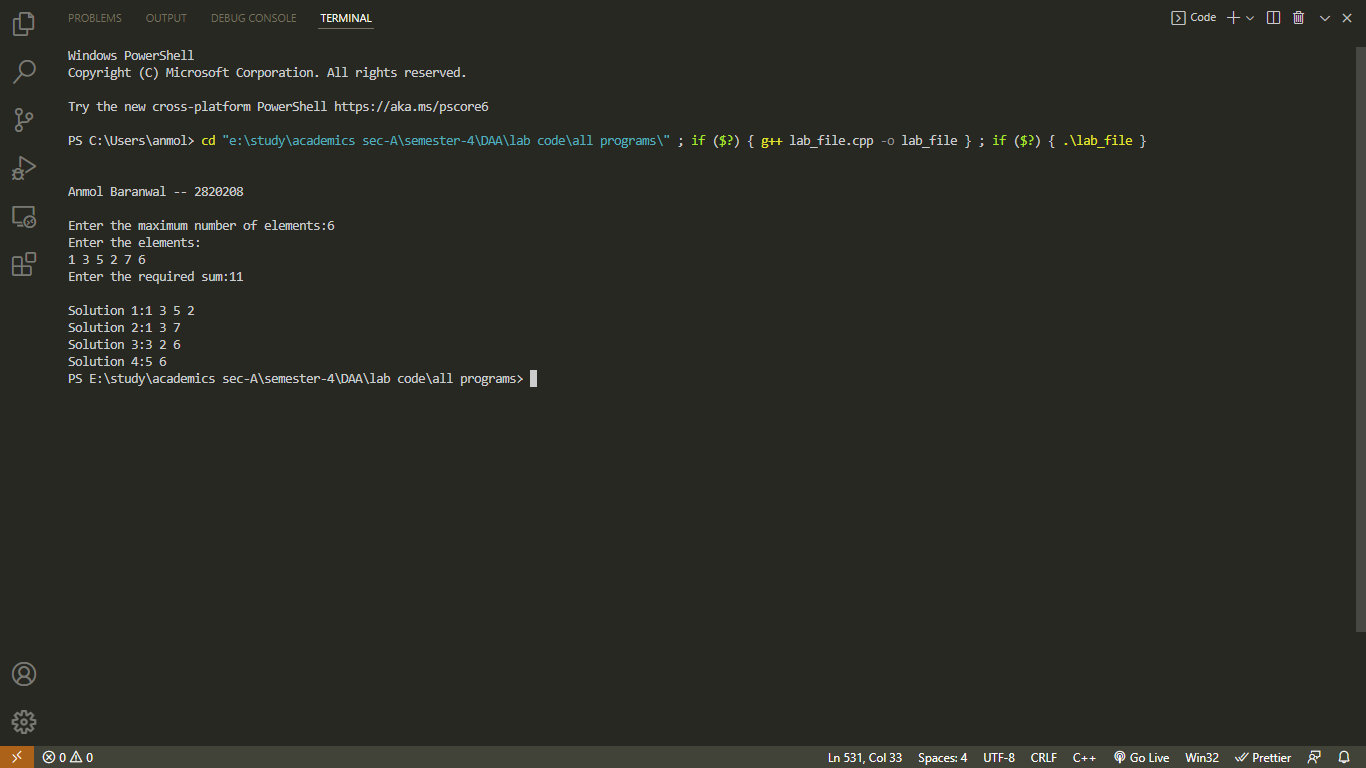 PROBLEMS OUTPUT DEBUG CONSOLE TERMINAL Code
Windows PowerShell
Copyright (C) Microsoft Corporation. All rights reserved.
Try the new cross-platform PowerShell https://aka.ms/pscore6
PS C:\Users\anmol> cd "e:\study\academics sec-A\semester-4\DAA\lab code\all programs\" ; if ($?) { g++ lab_file.cpp -o lab_file } ; if ($?) { .\lab_file }
Anmol Baranwal -- 2820208
Enter the maximum number of elements:6
Enter the elements:
1 3 5 2 7 6
Enter the required sum:11
Solution 1:1 3 5 2
Solution 2:1 3 7
Solution 3:3 2 6
Solution 4:5 6
PS E:\study\academics sec-A\semester-4\DAA\lab code\all programs>
0 0 Ln 531, Col 33 Spaces: 4 UTF-8 CRLF C++ Go Live Win32 Prettier